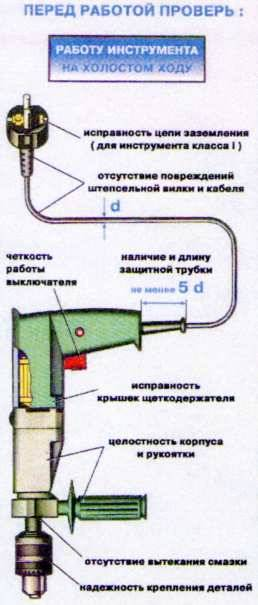 ПЕРЕД РАБОТОЙ ПРОВЕРЬ :
РАБОТУ ИНСТРУМЕНТА
НА ХОЛОСТОМ ХОДУ
исправность цепи заземления
( для инструмента класса I )
отсутствие повреждений
штепсельной вилки и кабеля
d
четкость
работы
выключателя
наличие и длину
защитной трубки
не менее 5 d
исправность
крышек щеткодержателя
целостность корпуса
и рукоятки
отсутствие вытекания смазки
надежность крепления деталей